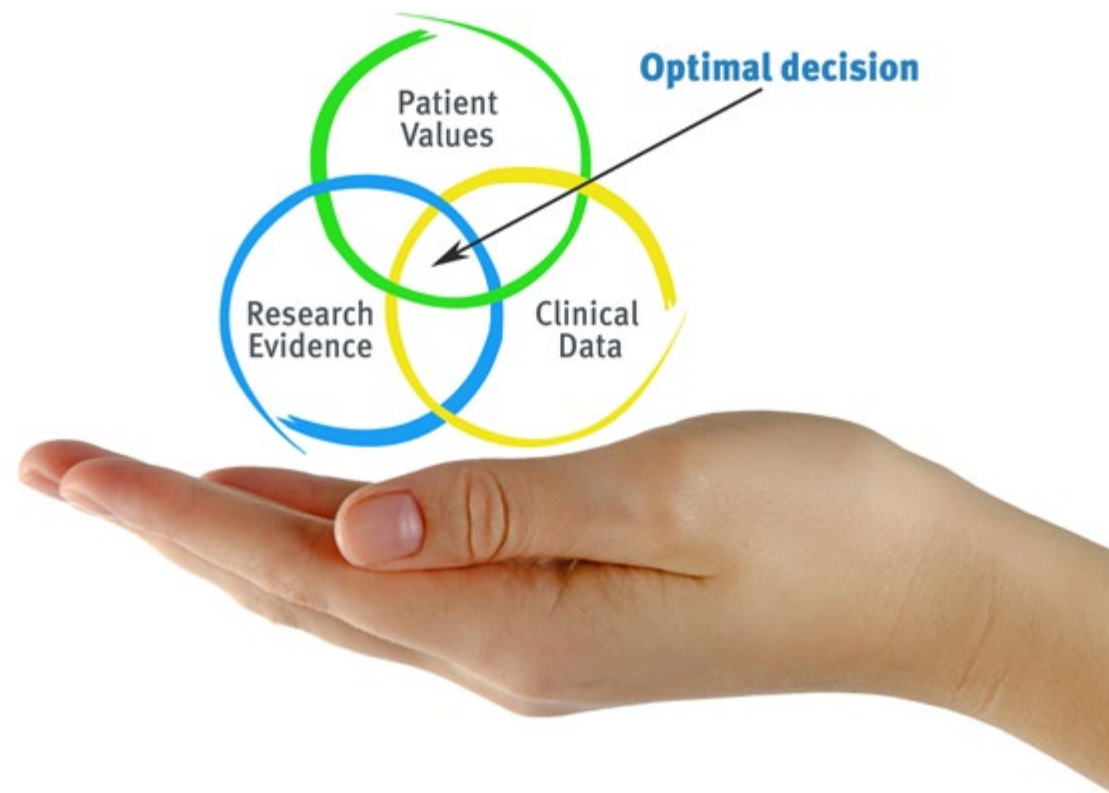 Optimal decision
Patient
Values
Research
Evidence
Clinical
Data